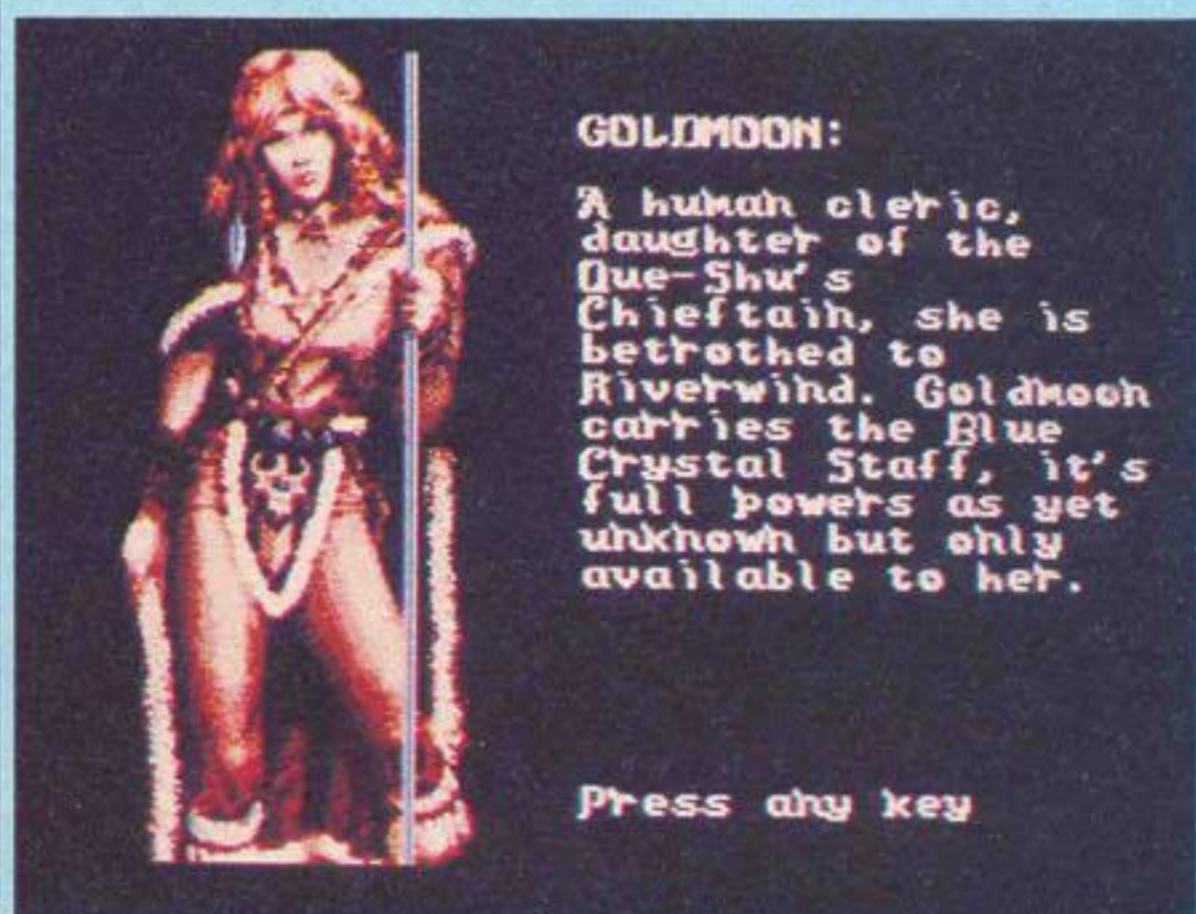 GOLDMOON:
A human cleric,
daughter of the
Que-Shu's
Chieftain, she is
betrothed to
Riverwind. Goldmoon
carries the Blue
Crystal Staff, it's
full powers as yet
unknown but only
available to her.
Press any key